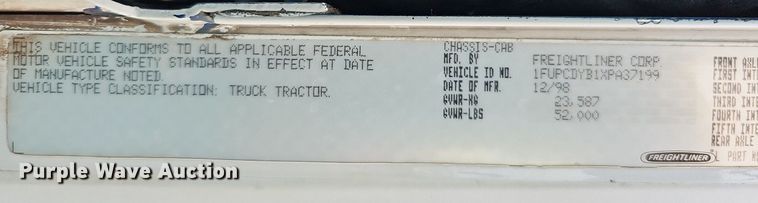 THIS VEHICLE CONFORMS TO ALL APPLICABLE FEDERAL
MOTOR VEHICLE SAFETY STANDARDS IN EFFECT AT DATE
OF MANUFACTURE NOTED.
VEHICLE TYPE CLASSIFICATION: TRUCK TRACTOR.
CHASSIS-CAB
MFD. BY FREIGHTLINER CORP.
VEHICLE ID NO. 1FUPCDYB1XPA37199
DATE OF MFR. 12/98
GVWR-KG 23,587
GVWR-LBS 52,000
FRONT AXLE
FIRST INT
SECOND INT
THIRD INTE
FOURTH INT
FIFTH INTE
REAR AXLE
FREIGHTLINER
PART N
Purple Wave Auction